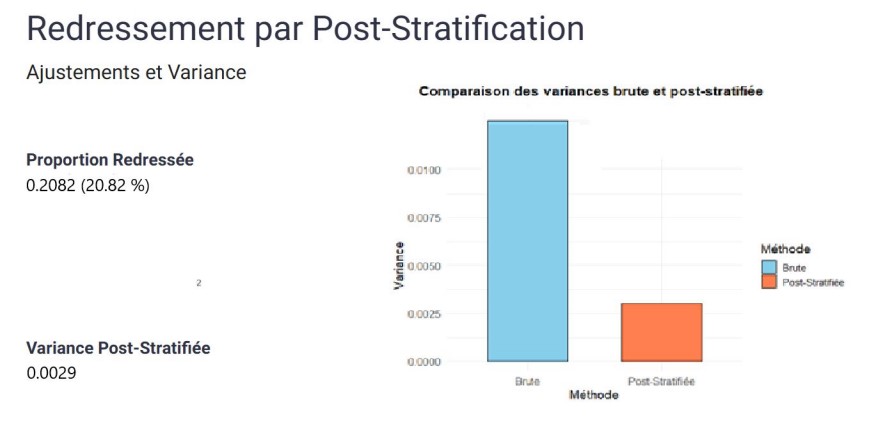 Redressement par Post-Stratification
Ajustements et Variance
Proportion Redressée
0.2082 (20.82 %)
2
Variance Post-Stratifiée
0.0029
Comparaison des variances brute et post-stratifiée
Variance
0.0100
0.0075
0.0050
0.0025
0.0000
Brute
Post-Stratifiée
Méthode
Méthode
Brute
Post-Stratifiée